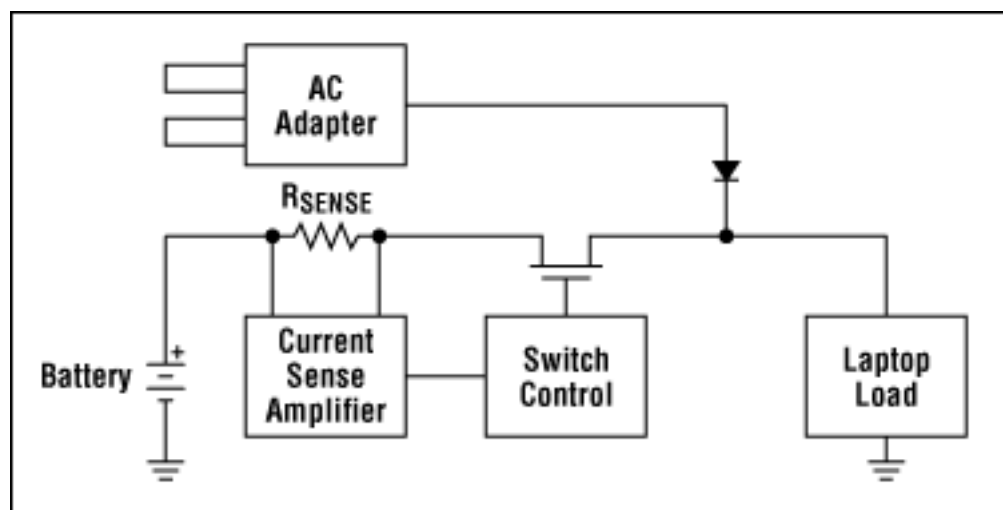 AC
Adapter
RSENSE
Battery
+
Current
Sense
Amplifier
Switch
Control
Laptop
Load